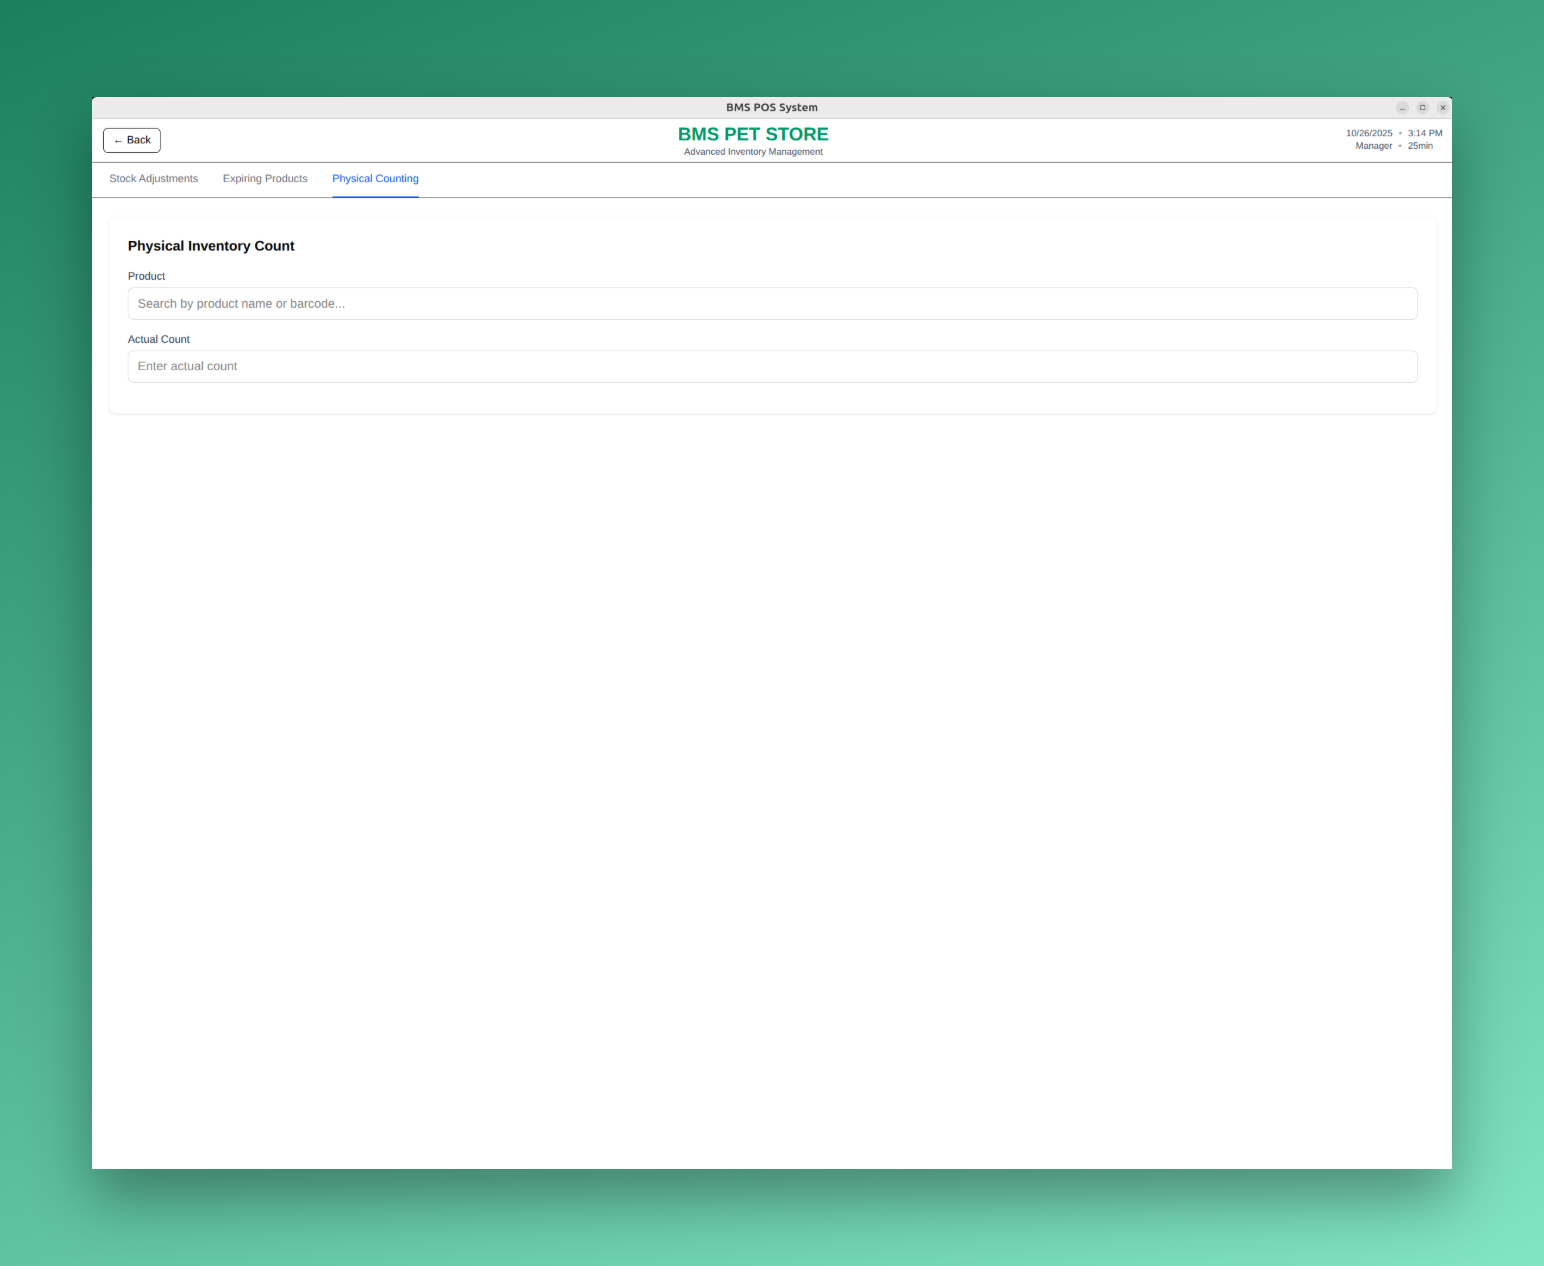 BMS POS System
← Back
BMS PET STORE
Advanced Inventory Management
10/26/2025 • 3:14 PM
Manager • 25min
Stock Adjustments
Expiring Products
Physical Counting
Physical Inventory Count
Product
Search by product name or barcode...
Actual Count
Enter actual count